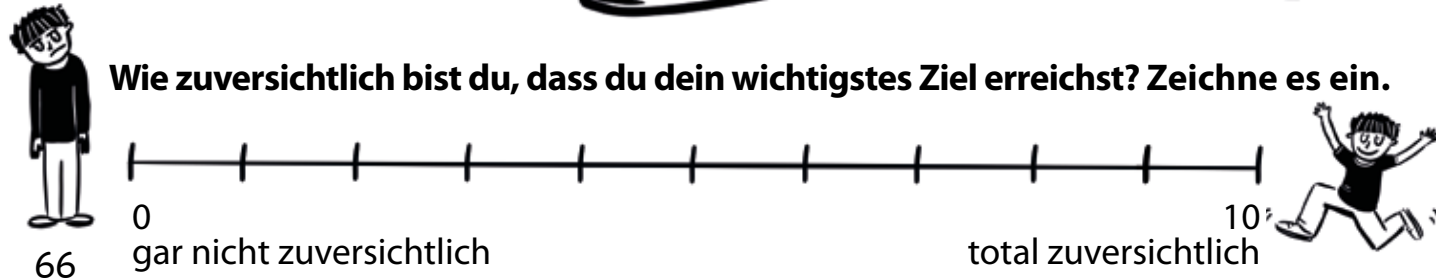 Wie zuversichtlich bist du, dass du dein wichtigstes Ziel erreichst? Zeichne es ein.
0
10
gar nicht zuversichtlich
total zuversichtlich
66